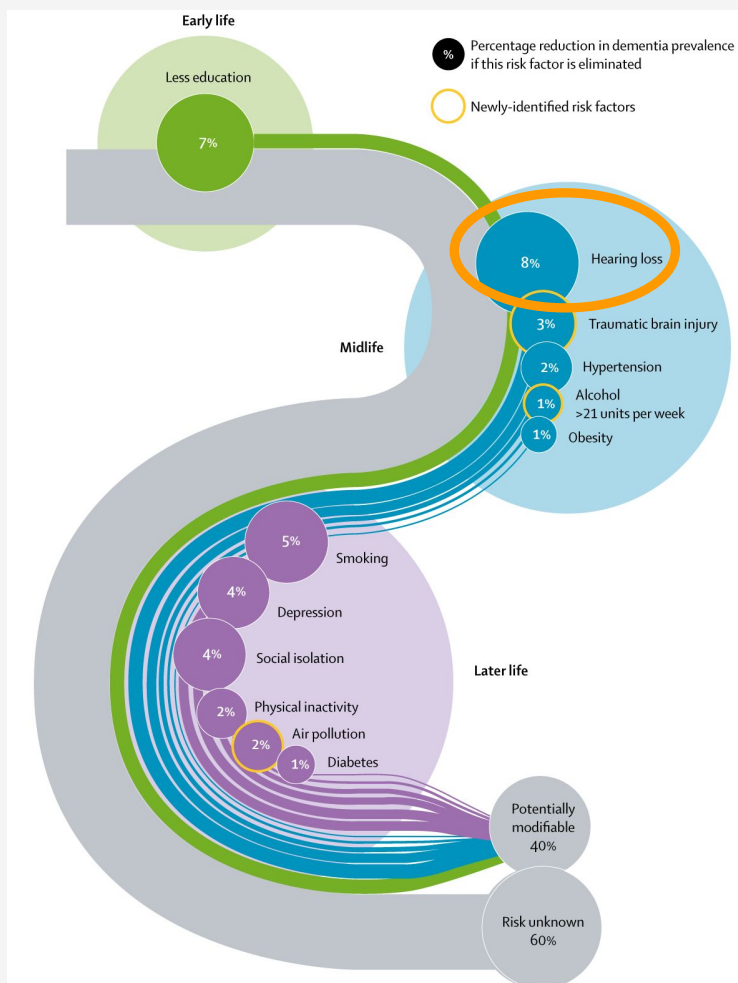 Early life
%
Percentage reduction in dementia prevalence
if this risk factor is eliminated
Newly-identified risk factors
Less education
7%
8%
Hearing loss
Midlife
3%
Traumatic brain injury
2%
Hypertension
1%
Alcohol
>21 units per week
1%
Obesity
5%
Smoking
4%
Depression
4%
Social isolation
Later life
2%
Physical inactivity
2%
Air pollution
1%
Diabetes
Potentially
modifiable
40%
Risk unknown
60%